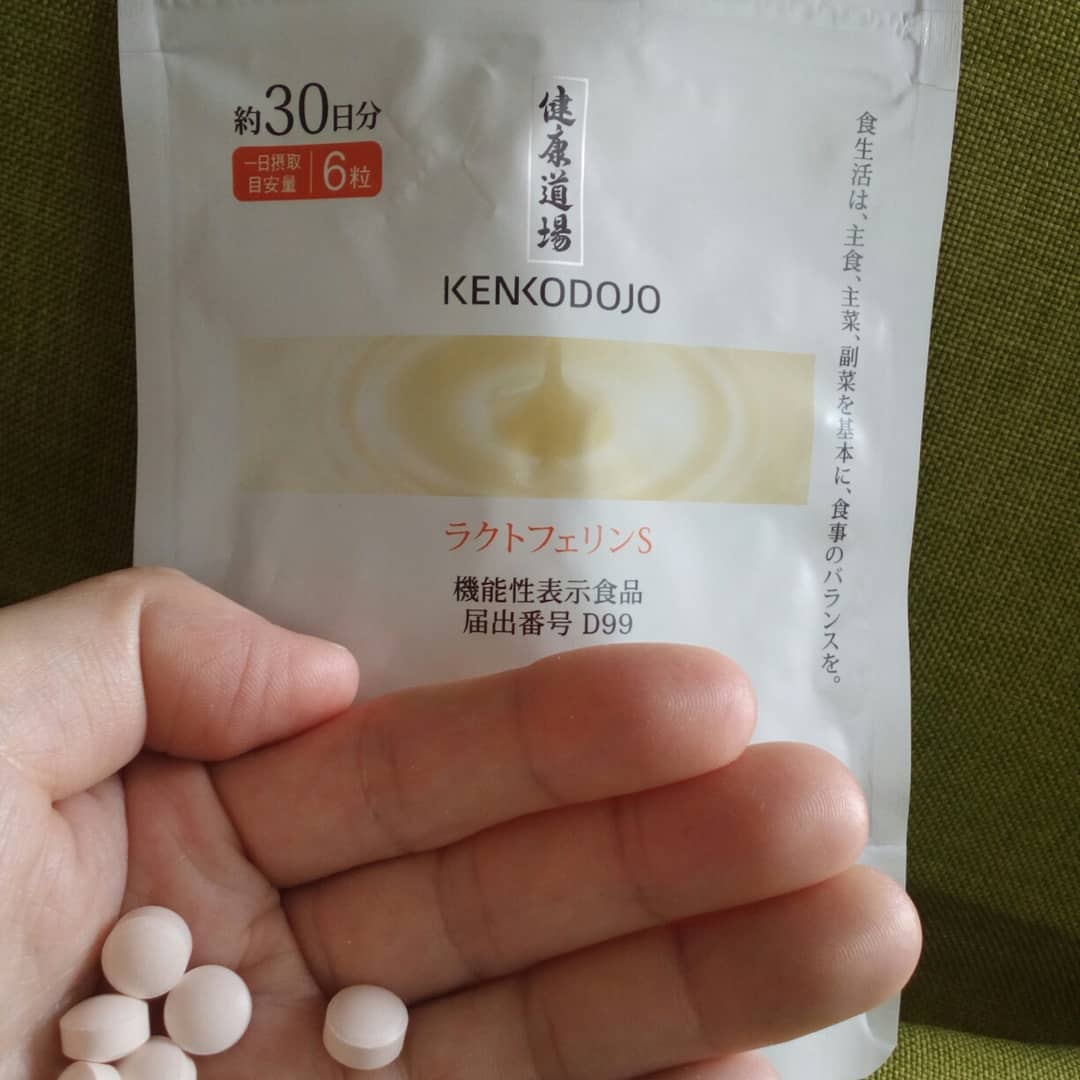 約30日分
一日摂取
目安量
6粒
健康道場
KENKODOJO
ラクトフェリンS
機能性表示食品
届出番号 D99
食生活は、主食、主菜、副菜を基本に、食事のバランスを。